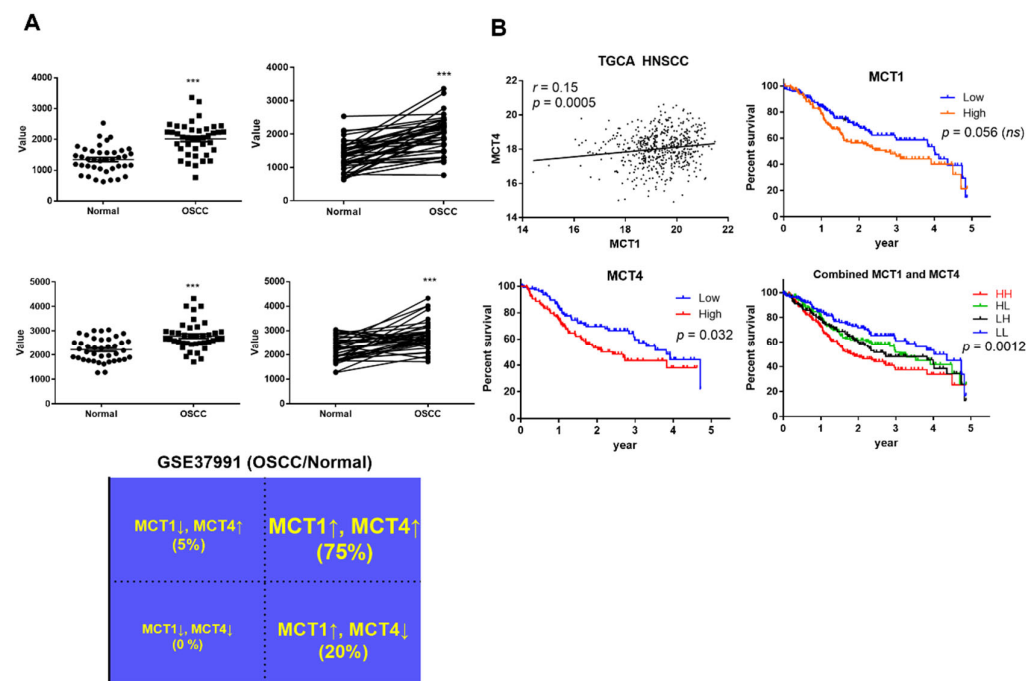 A
B
***
4000
3000
2000
1000
0
Value
Normal
OSCC
***
4000
3000
2000
1000
0
Value
Normal
OSCC
TGCA HNSCC
r = 0.15
p = 0.0005
22
20
18
16
14
MCT4
14
16
18
20
22
MCT1
MCT1
Low
High
p = 0.056 (ns)
100
80
60
40
20
0
Percent survival
0
1
2
3
4
5
year
***
5000
4000
3000
2000
1000
0
Value
Normal
OSCC
***
5000
4000
3000
2000
1000
0
Value
Normal
OSCC
MCT4
Low
High
p = 0.032
100
80
60
40
20
0
Percent survival
0
1
2
3
4
5
year
Combined MCT1 and MCT4
HH
HL
LH
LL
p = 0.0012
100
80
60
40
20
0
Percent survival
0
1
2
3
4
5
year
GSE37991 (OSCC/Normal)
MCT1↓, MCT4↑
(5%)
MCT1↑, MCT4↑
(75%)
MCT1↓, MCT4↓
(0 %)
MCT1↑, MCT4↓
(20%)